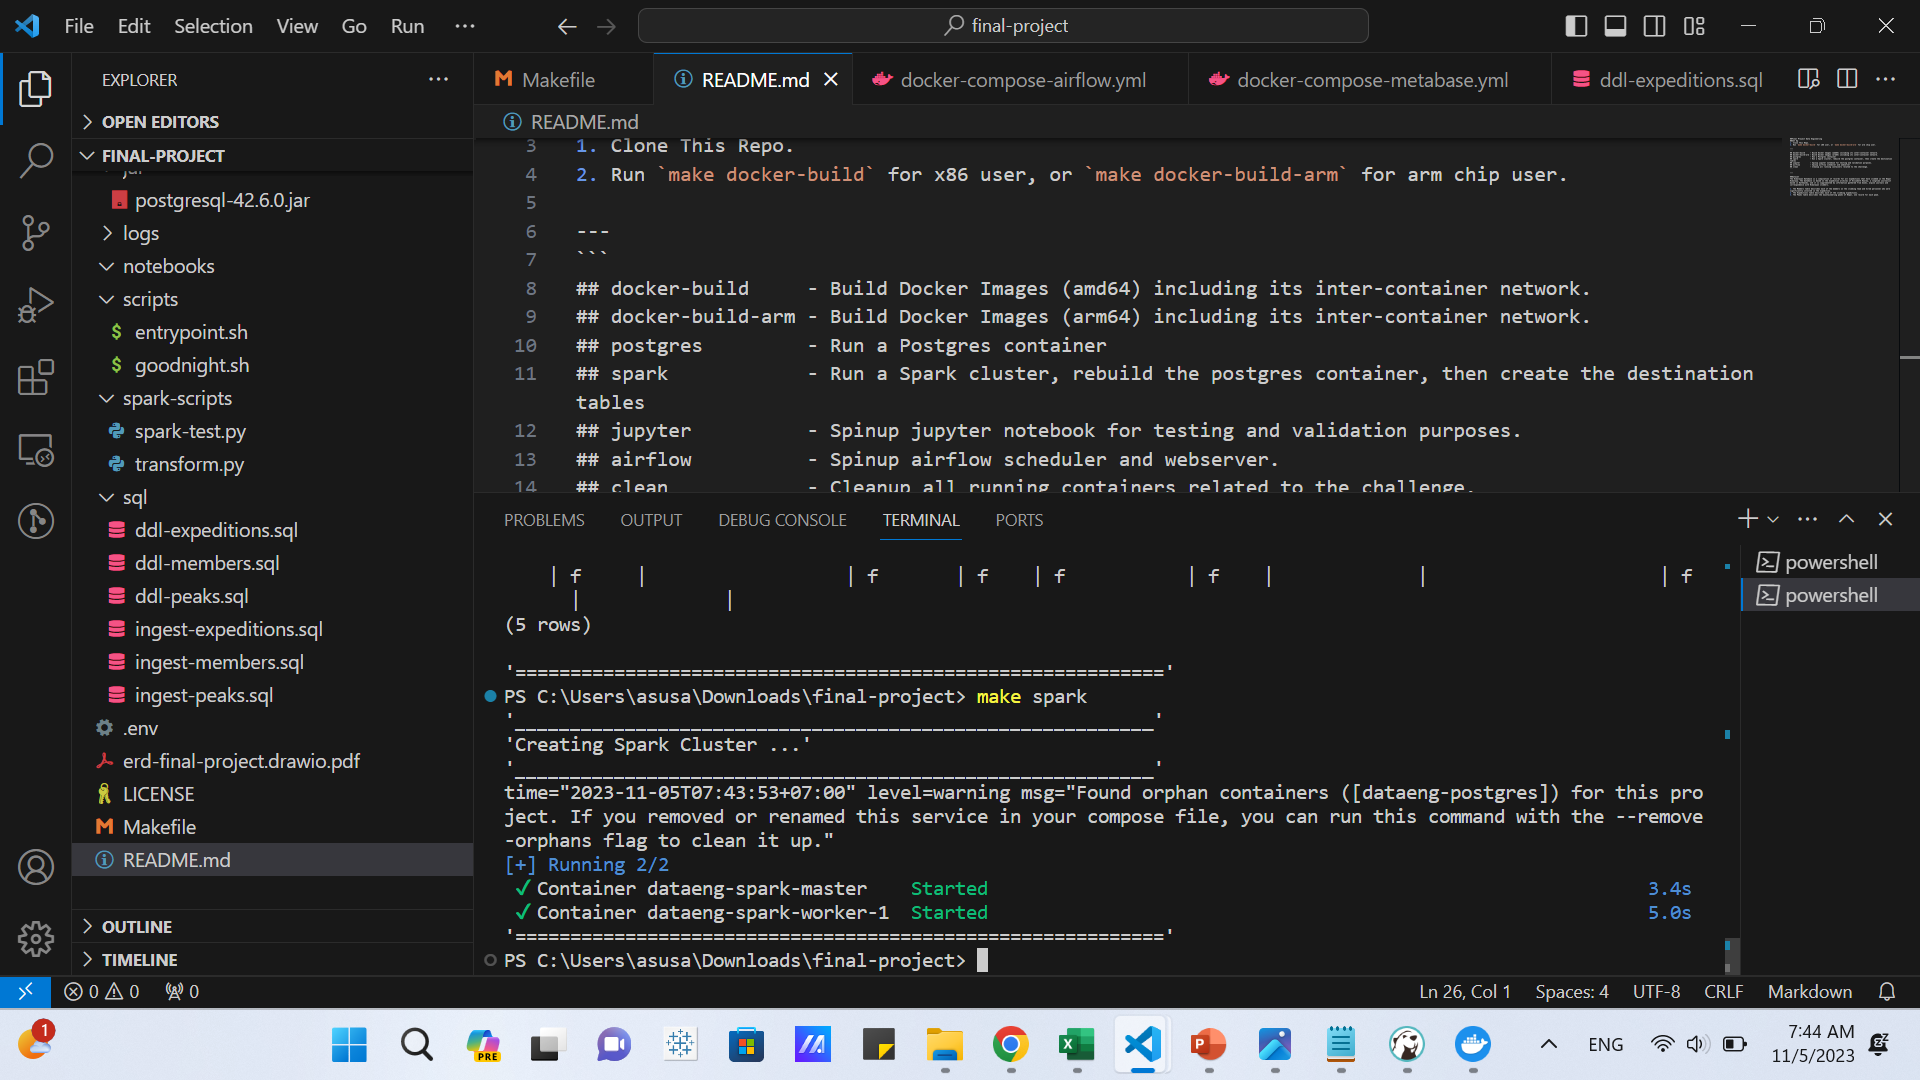 File Edit Selection View Go Run ···
final-project
EXPLORER ···
OPEN EDITORS
FINAL-PROJECT
jar
postgresql-42.6.0.jar
logs
notebooks
scripts
$ entrypoint.sh
$ goodnight.sh
spark-scripts
spark-test.py
transform.py
sql
ddl-expeditions.sql
ddl-members.sql
ddl-peaks.sql
ingest-expeditions.sql
ingest-members.sql
ingest-peaks.sql
.env
erd-final-project.drawio.pdf
LICENSE
Makefile
README.md
OUTLINE
TIMELINE
Makefile README.md docker-compose-airflow.yml docker-compose-metabase.yml ddl-expeditions.sql
README.md
3 1. Clone This Repo.
4 2. Run `make docker-build` for x86 user, or `make docker-build-arm` for arm chip user.
5
6 ---
7 ```
8 ## docker-build - Build Docker Images (amd64) including its inter-container network.
9 ## docker-build-arm - Build Docker Images (arm64) including its inter-container network.
10 ## postgres - Run a Postgres container
11 ## spark - Run a Spark cluster, rebuild the postgres container, then create the destination
tables
12 ## jupyter - Spinup jupyter notebook for testing and validation purposes.
13 ## airflow - Spinup airflow scheduler and webserver.
14 ## clean - Cleanup all running containers related to the challenge.
PROBLEMS OUTPUT DEBUG CONSOLE TERMINAL PORTS
| f | | f | f | f | f | | | f
| |
(5 rows)
'==========================================================='
PS C:\Users\asusa\Downloads\final-project> make spark
'__________________________________________________________'
'Creating Spark Cluster ...'
'__________________________________________________________'
time="2023-11-05T07:43:53+07:00" level=warning msg="Found orphan containers ([dataeng-postgres]) for this pro
ject. If you removed or renamed this service in your compose file, you can run this command with the --remove
-orphans flag to clean it up."
[+] Running 2/2
✓ Container dataeng-spark-master Started 3.4s
✓ Container dataeng-spark-worker-1 Started 5.0s
'==========================================================='
PS C:\Users\asusa\Downloads\final-project>
powershell
powershell
0 0 0
Ln 26, Col 1 Spaces: 4 UTF-8 CRLF Markdown
1
PRE
ENG
7:44 AM
11/5/2023